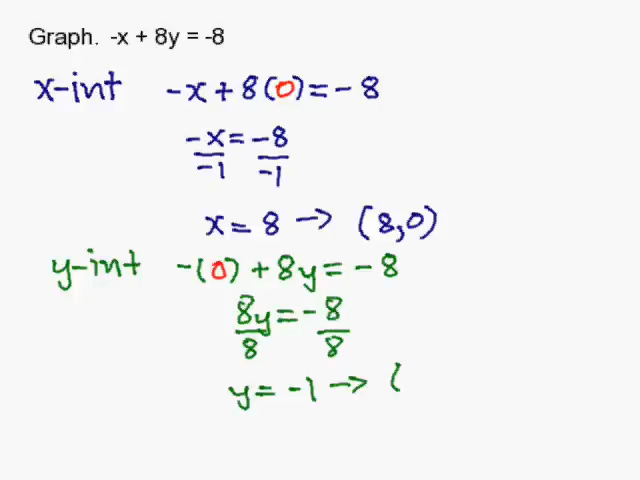 Graph. -x + 8y = -8
x-int -x + 8(0) = -8
-x = -8
-1 -1
x = 8 → (8,0)
y-int -(0) + 8y = -8
8y = -8
8 8
y = -1 → (